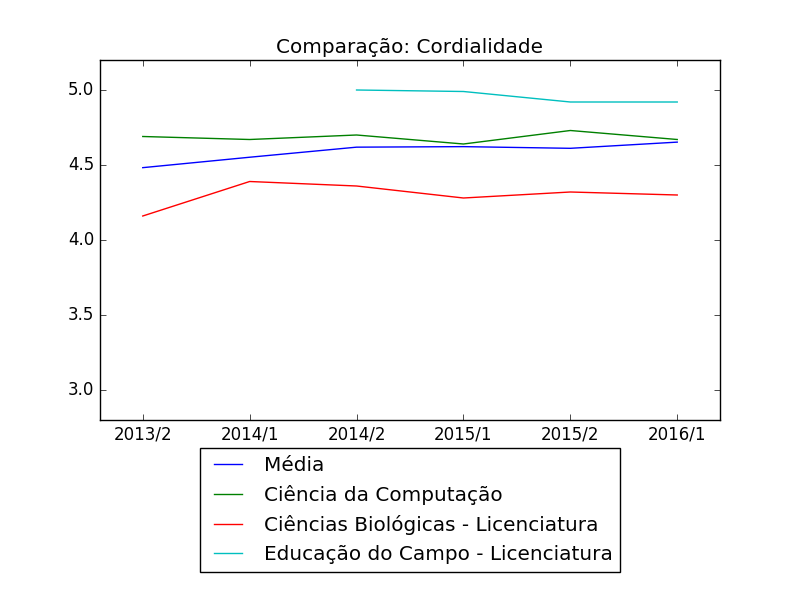 Comparação: Cordialidade
5.0
4.5
4.0
3.5
3.0
2013/2 2014/1 2014/2 2015/1 2015/2 2016/1
Média
Ciência da Computação
Ciências Biológicas - Licenciatura
Educação do Campo - Licenciatura